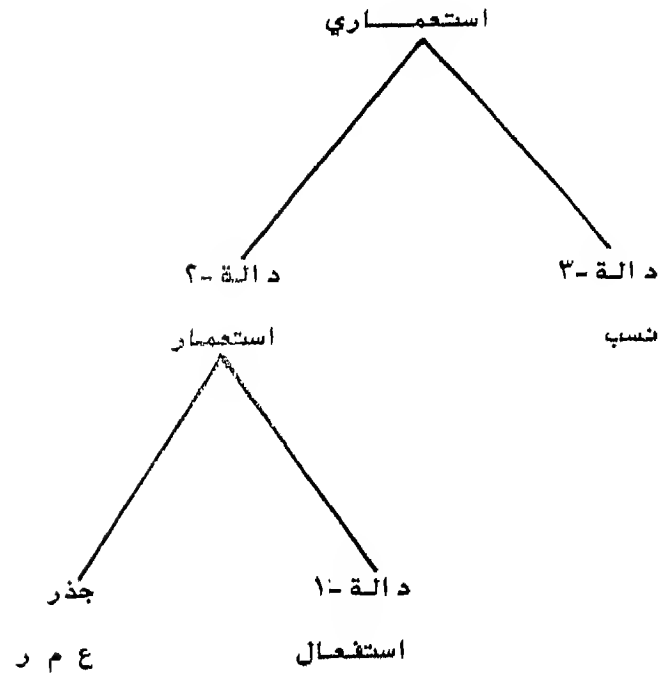 استعماري
دالة -٣ دالة -٢
نسب استعمار
دالة -١ جذر
استفعال ع م ر